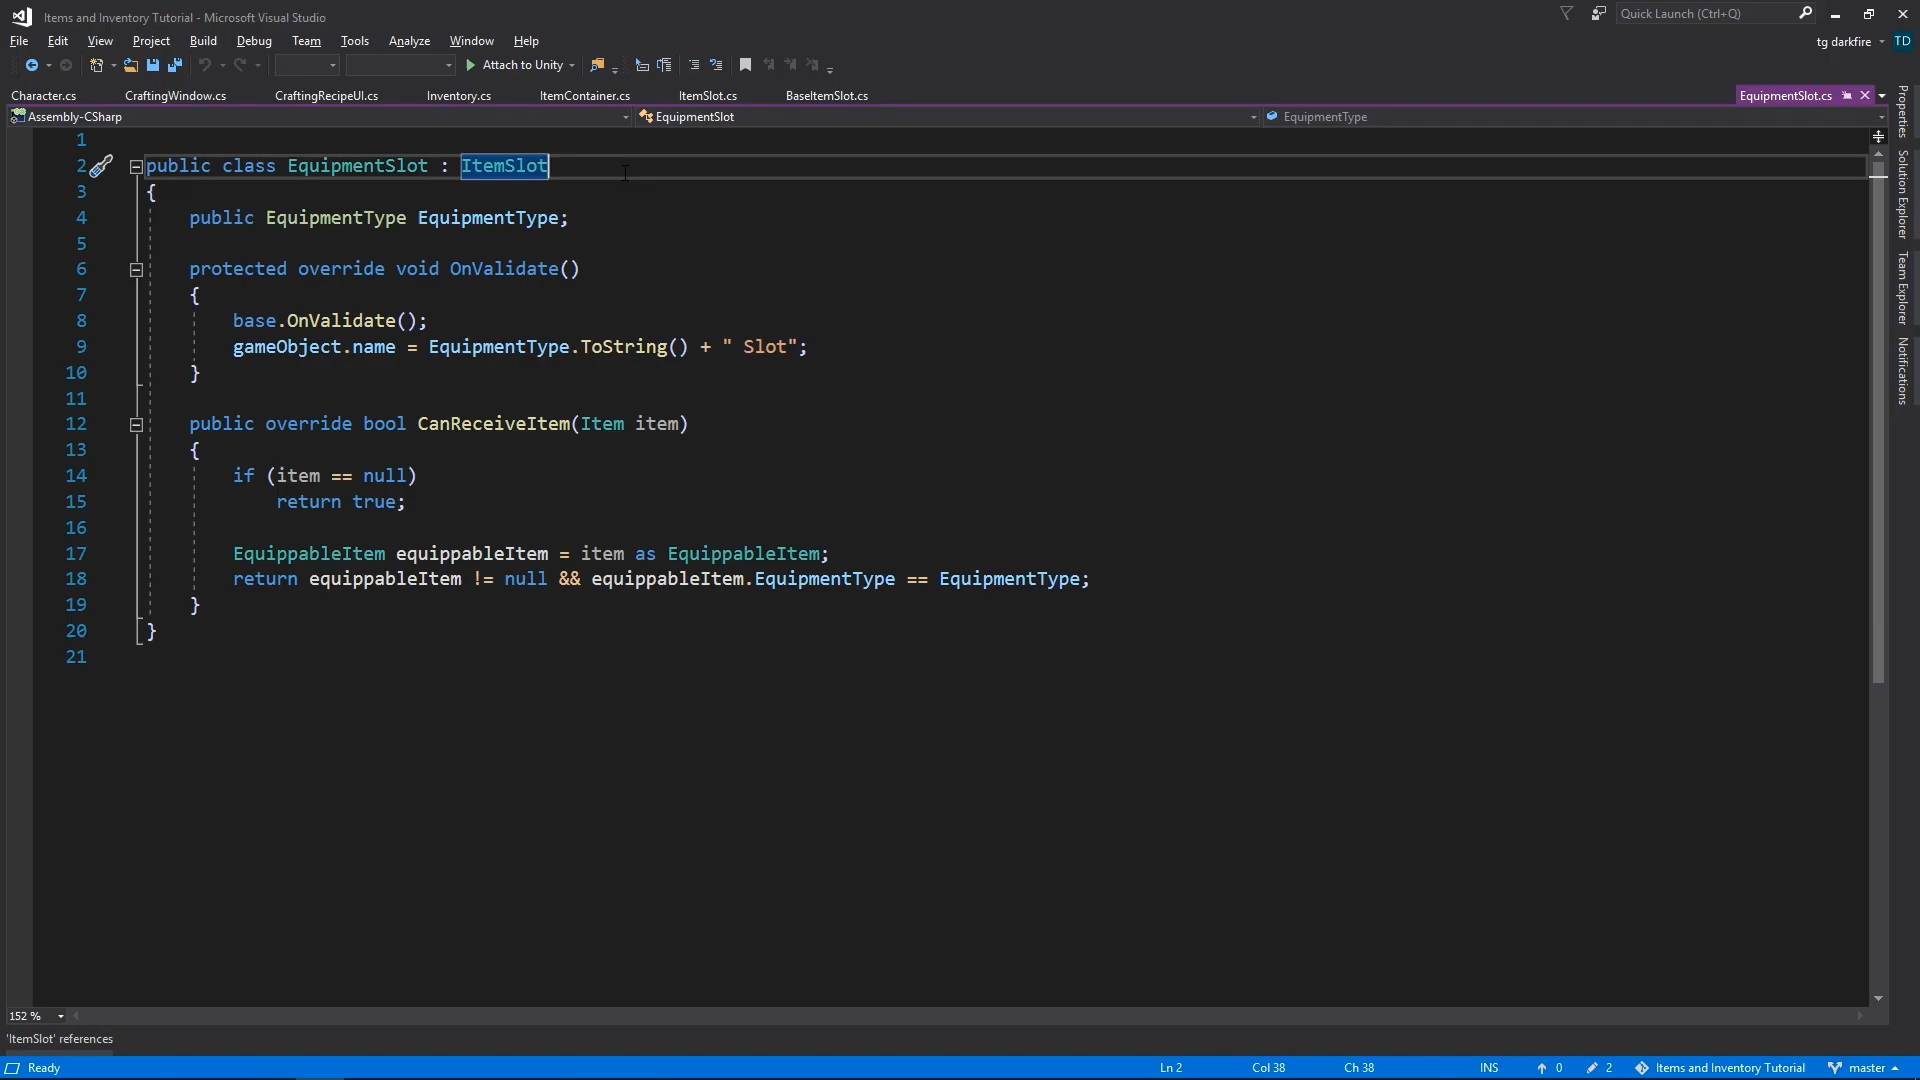 Items and Inventory Tutorial - Microsoft Visual Studio
Quick Launch (Ctrl+Q)
File Edit View Project Build Debug Team Tools Analyze Window Help
tg darkfire TD
Attach to Unity
Character.cs CraftingWindow.cs CraftingRecipeUI.cs Inventory.cs ItemContainer.cs ItemSlot.cs BaseItemSlot.cs EquipmentSlot.cs
Assembly-CSharp EquipmentSlot EquipmentType
1
2 public class EquipmentSlot : ItemSlot
3 {
4 public EquipmentType EquipmentType;
5
6 protected override void OnValidate()
7 {
8 base.OnValidate();
9 gameObject.name = EquipmentType.ToString() + " Slot";
10 }
11
12 public override bool CanReceiveItem(Item item)
13 {
14 if (item == null)
15 return true;
16
17 EquippableItem equippableItem = item as EquippableItem;
18 return equippableItem != null && equippableItem.EquipmentType == EquipmentType;
19 }
20 }
21
Properties
Solution Explorer
Team Explorer
Notifications
152 %
'ItemSlot' references
Ready Ln 2 Col 38 Ch 38 INS 0 2 Items and Inventory Tutorial master